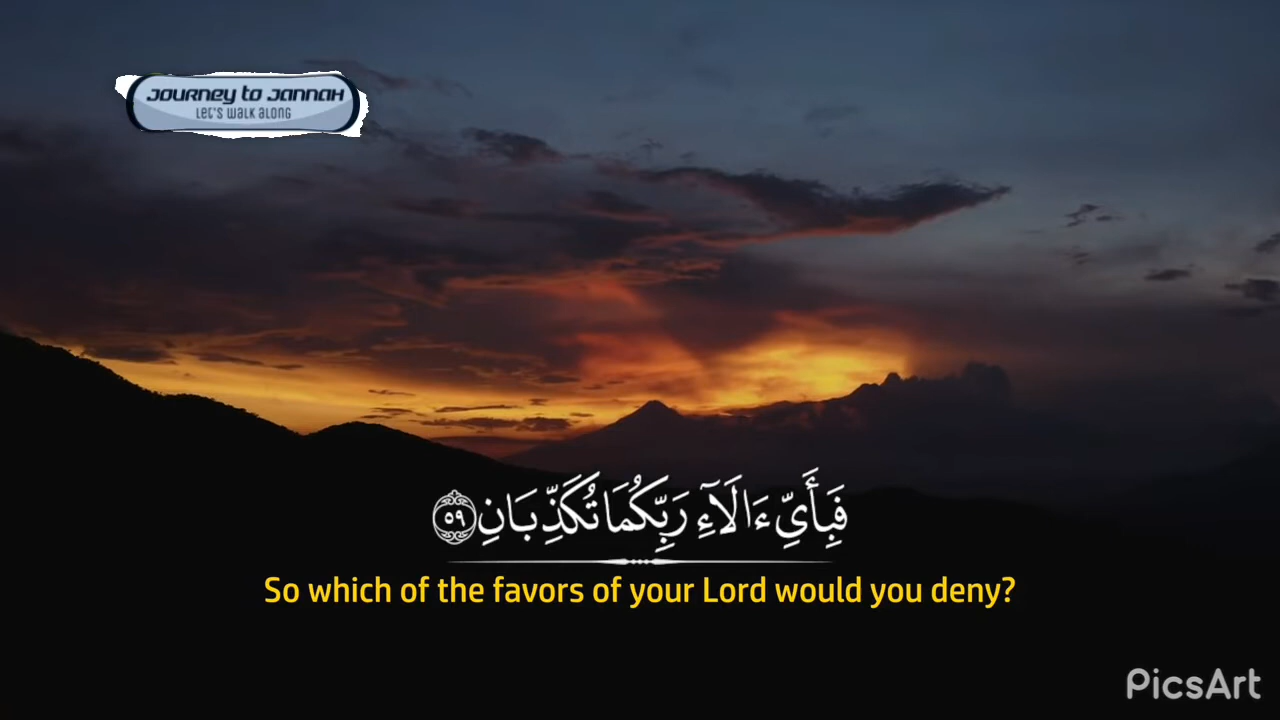 JOURNEY TO JANNAH
LET'S WALK ALONG
فَبِأَيِّ ءَالَآءِ رَبِّكُمَا تُكَذِّبَانِ ٥٩
So which of the favors of your Lord would you deny?
PicsArt